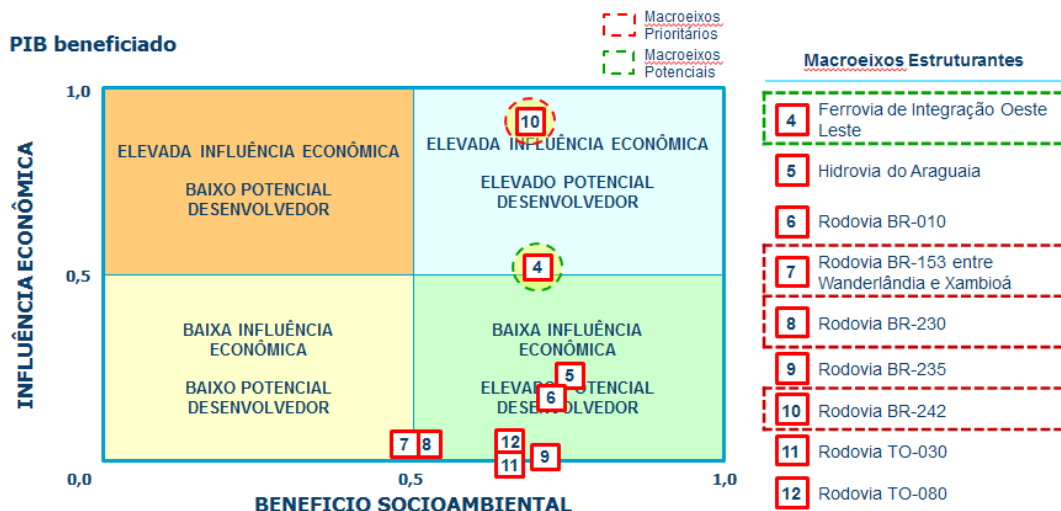 PIB beneficiado
Macroeixos
Prioritários
Macroeixos
Potenciais
INFLUÊNCIA ECONÔMICA
1,0
0,5
0,0
0,5
1,0
BENEFICIO SOCIOAMBIENTAL
ELEVADA INFLUÊNCIA ECONÔMICA
BAIXO POTENCIAL
DESENVOLVEDOR
10
ELEVADA INFLUÊNCIA ECONÔMICA
ELEVADO POTENCIAL
DESENVOLVEDOR
4
BAIXA INFLUÊNCIA
ECONÔMICA
BAIXO POTENCIAL
DESENVOLVEDOR
BAIXA INFLUÊNCIA
ECONÔMICA
5
ELEVADO POTENCIAL
6
DESENVOLVEDOR
7
8
12
11
9
Macroeixos Estruturantes
4 Ferrovia de Integração Oeste
Leste
5 Hidrovia do Araguaia
6 Rodovia BR-010
7 Rodovia BR-153 entre
Wanderlândia e Xambioá
8 Rodovia BR-230
9 Rodovia BR-235
10 Rodovia BR-242
11 Rodovia TO-030
12 Rodovia TO-080